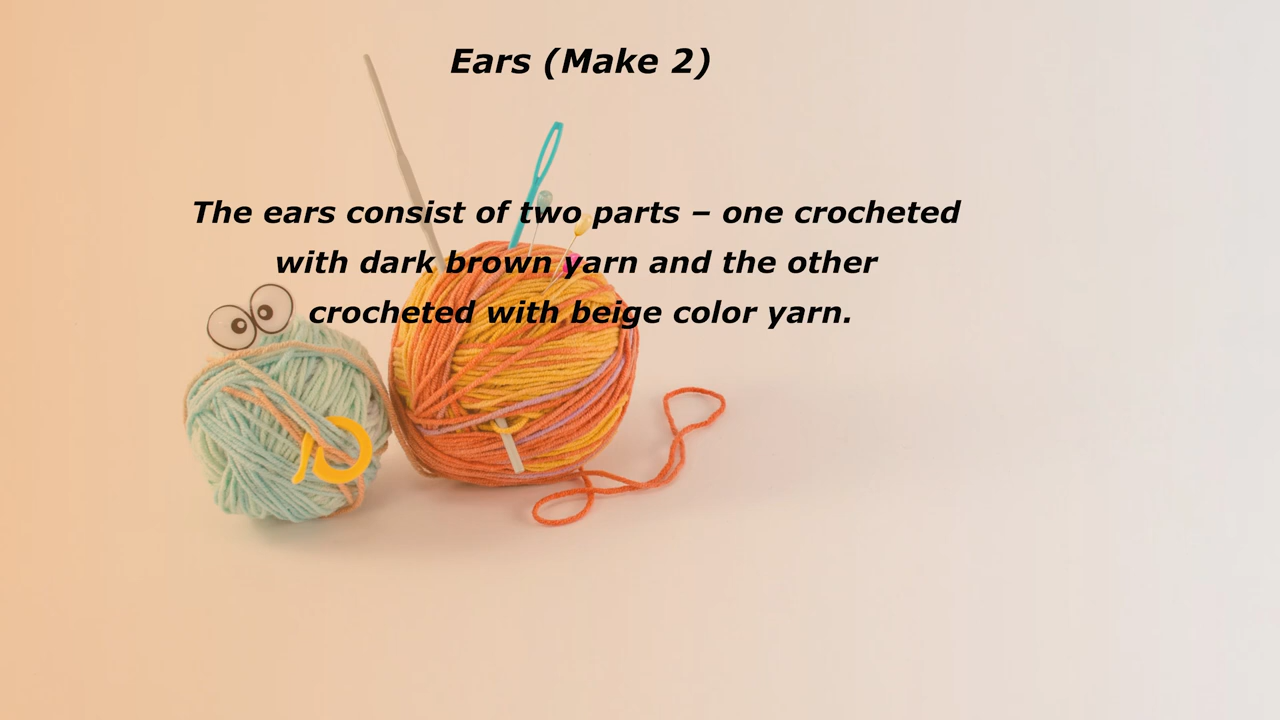 Ears (Make 2)
The ears consist of two parts – one crocheted
with dark brown yarn and the other
crocheted with beige color yarn.